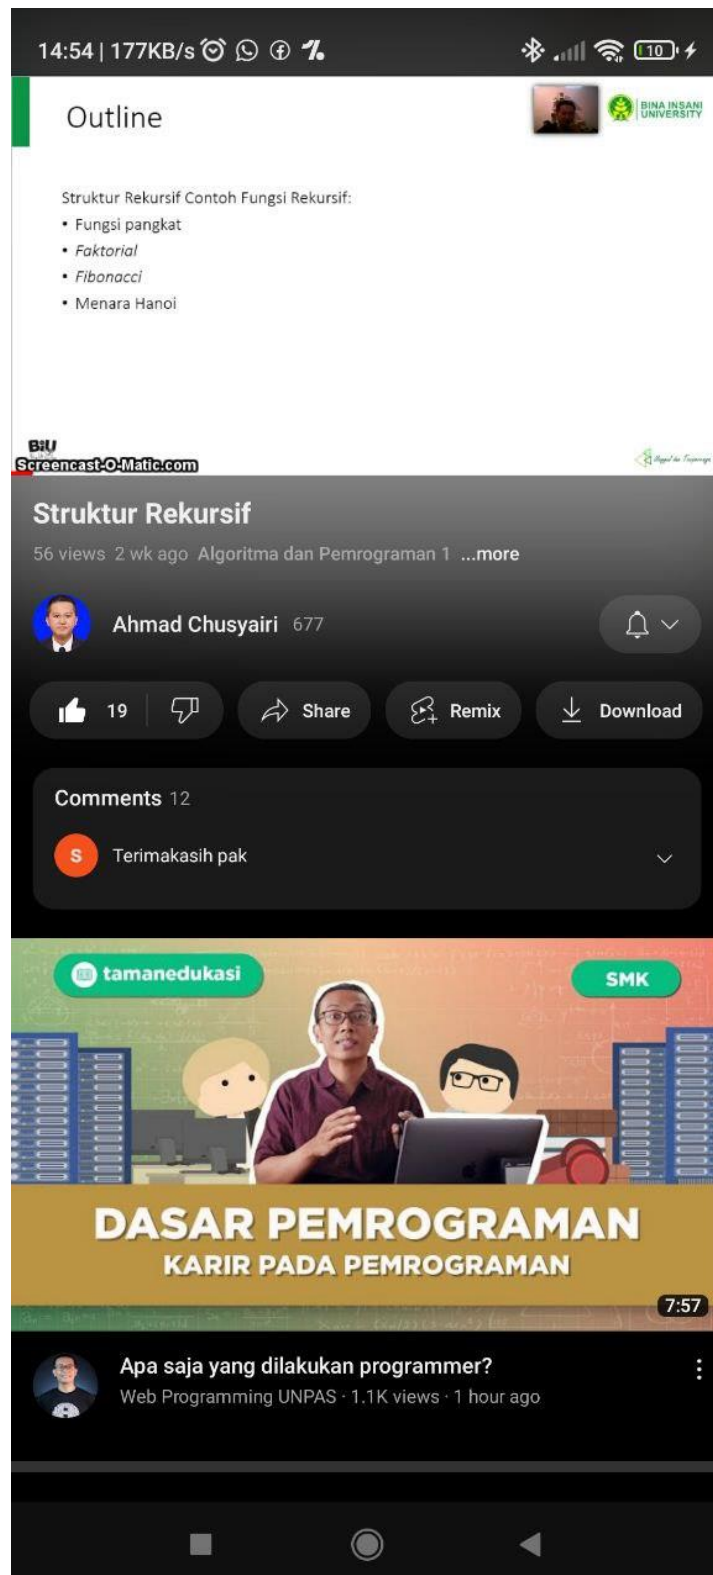 14:54 | 177KB/s
10
Outline
BINA INSANI
UNIVERSITY
Struktur Rekursif Contoh Fungsi Rekursif:
• Fungsi pangkat
• Faktorial
• Fibonacci
• Menara Hanoi
BiU
Screencast-O-Matic.com
Struktur Rekursif
56 views 2 wk ago Algoritma dan Pemrograman 1 ...more
Ahmad Chusyairi 677
19
Share
Remix
Download
Comments 12
S
Terimakasih pak
tamanedukasi
SMK
DASAR PEMROGRAMAN
KARIR PADA PEMROGRAMAN
7:57
Apa saja yang dilakukan programmer?
Web Programming UNPAS · 1.1K views · 1 hour ago